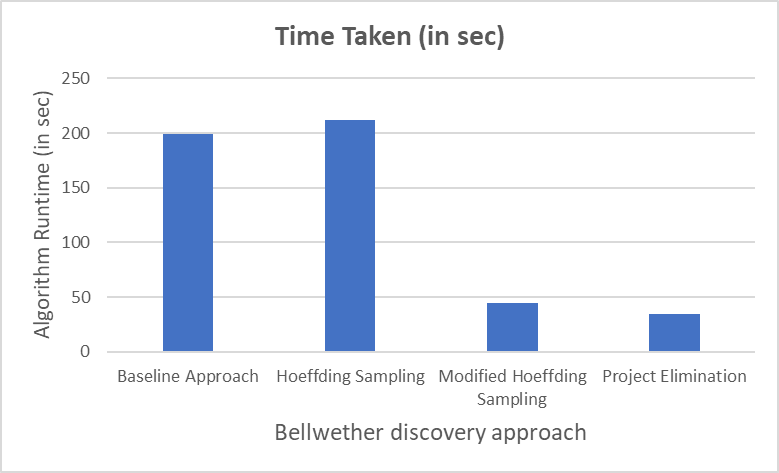 Time Taken (in sec)
Algorithm Runtime (in sec)
250
200
150
100
50
0
Baseline Approach
Hoeffding Sampling
Modified Hoeffding
Sampling
Project Elimination
Bellwether discovery approach